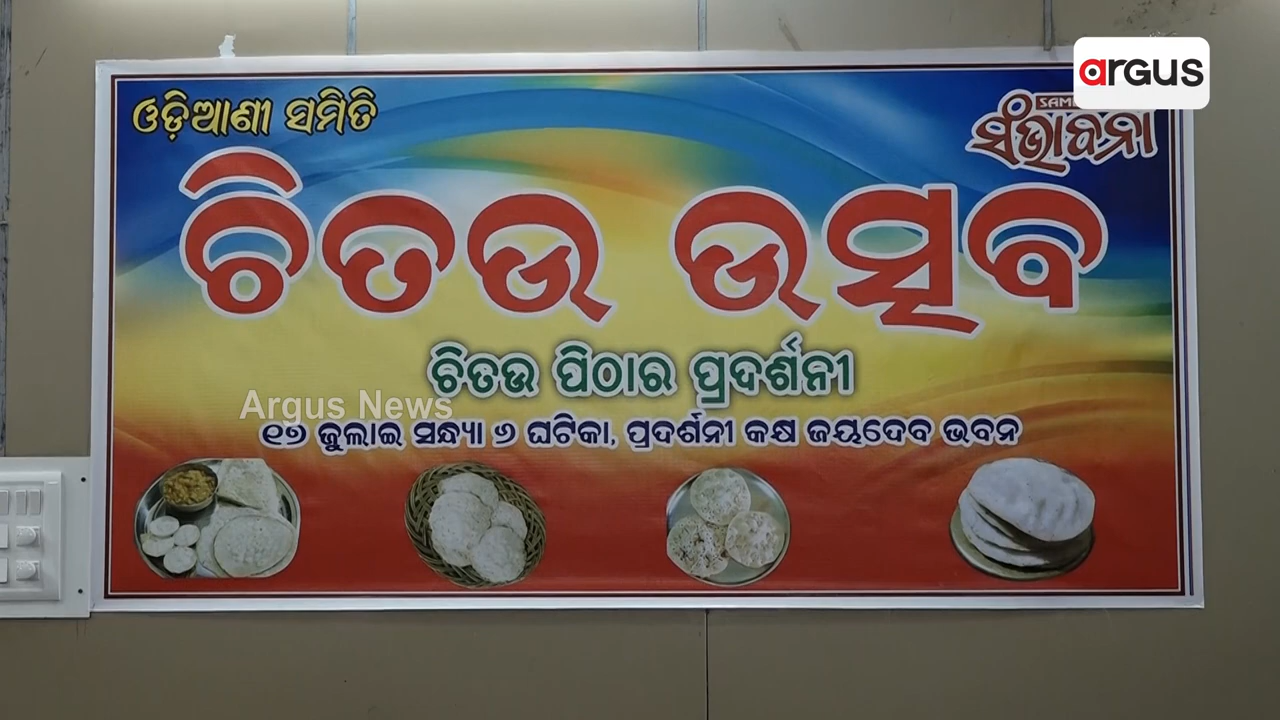 argus
ଓଡ଼ିଆଣୀ ସମିତି
ସଂଭାବନା
ଚିତଉ ଉତ୍ସବ
ଚିତଉ ପିଠାର ପ୍ରଦର୍ଶନୀ
Argus News
୧୭ ଜୁଲାଇ ସନ୍ଧ୍ୟା ୬ ଘଟିକା, ପ୍ରଦର୍ଶନୀ କକ୍ଷ ଜୟଦେବ ଭବନ